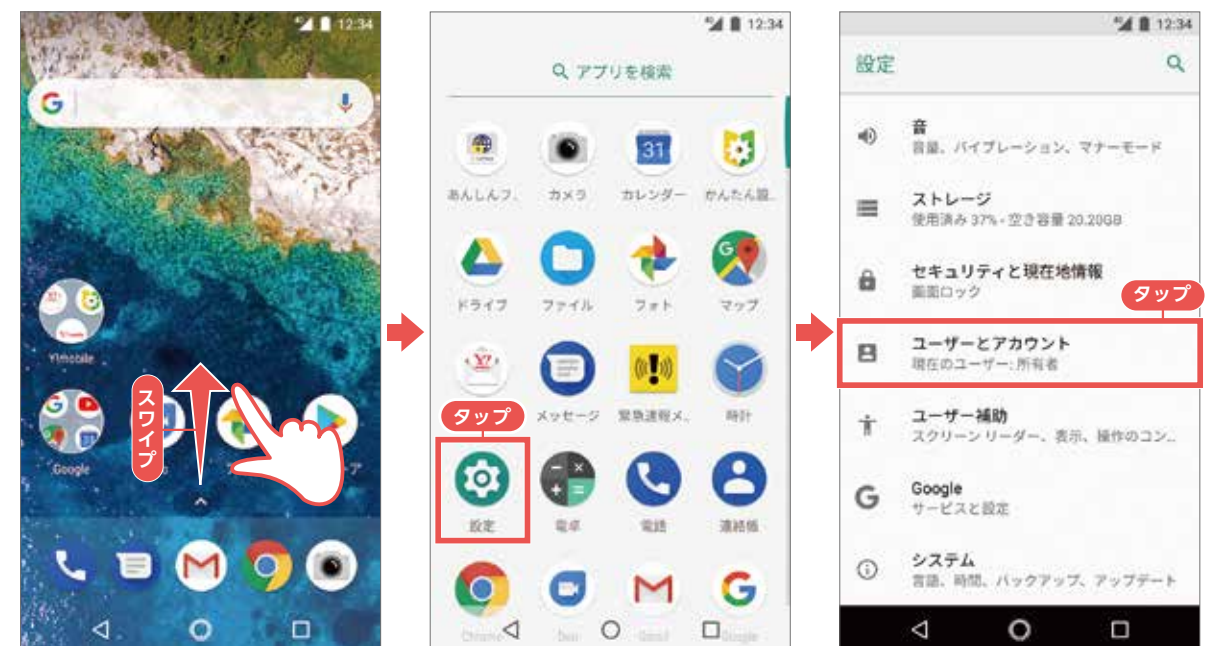 12:34
G
Y!
Y!mobile
スワイプ
Google
12:34
アプリを検索
31
あんしんフ..
カメラ
カレンダー
かんたん設..
ドライブ
ファイル
フォト
マップ
Y!
メッセージ
緊急速報メ..
時計
タップ
設定
電卓
電話
連絡帳
Chrome
Duo
Gmail
Google
12:34
設定
音
音量、バイブレーション、マナーモード
ストレージ
使用済み 37% - 空き容量 20.20GB
セキュリティと現在地情報
画面ロック
タップ
ユーザーとアカウント
現在のユーザー: 所有者
ユーザー補助
スクリーン リーダー、表示、操作のコン..
Google
サービスと設定
システム
言語、時間、バックアップ、アップデート